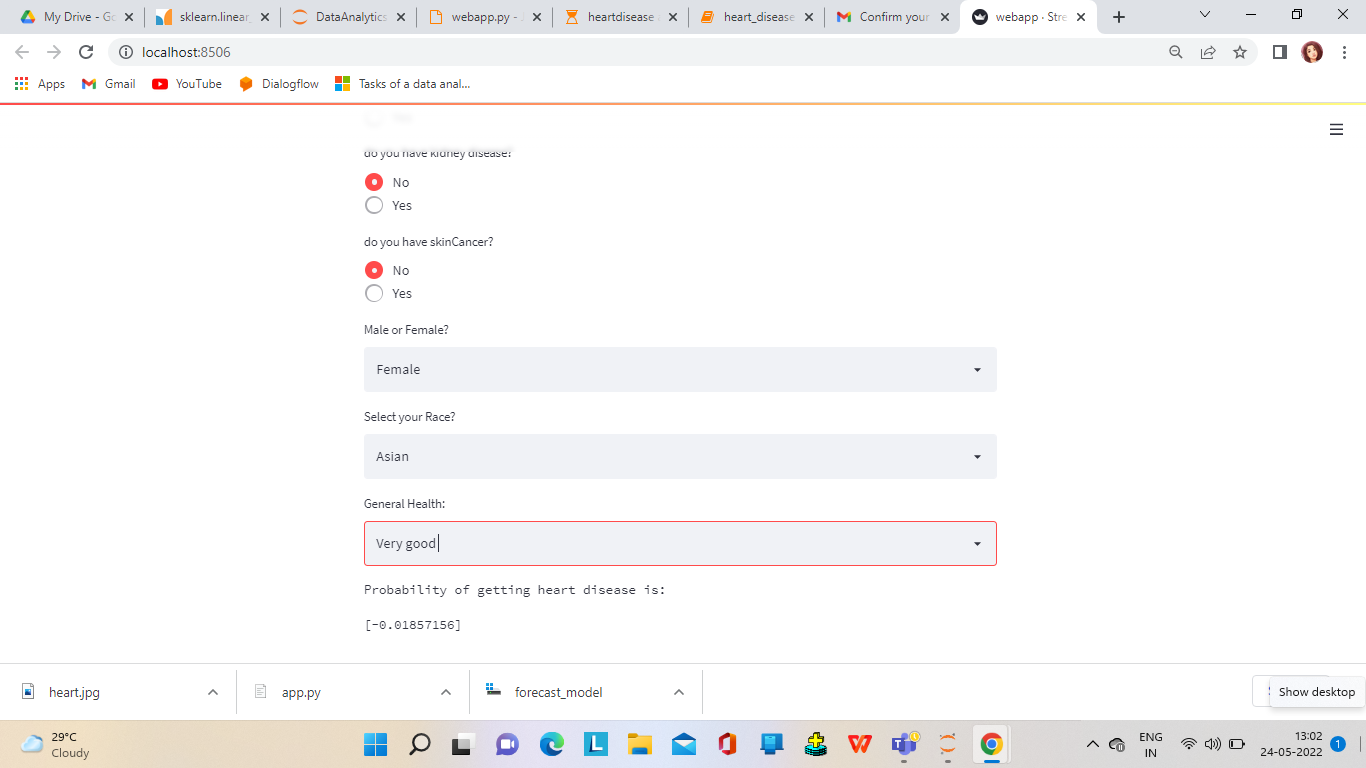 My Drive - Go
sklearn.linear_
DataAnalytics
webapp.py - J
heartdisease A
heart_disease
Confirm your
webapp · Stre
localhost:8506
Apps
Gmail
YouTube
Dialogflow
Tasks of a data anal...
do you have kidney disease?
No
Yes
do you have skinCancer?
No
Yes
Male or Female?
Female
Select your Race?
Asian
General Health:
Very good
Probability of getting heart disease is:
[-0.01857156]
heart.jpg
app.py
forecast_model
Show desktop
29°C
Cloudy
ENG
IN
13:02
24-05-2022
1